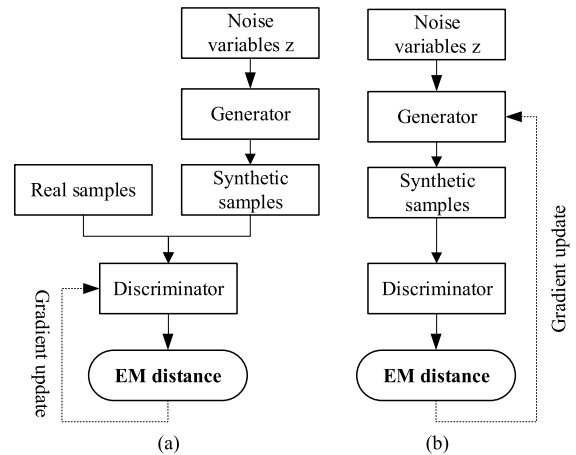 Noise
variables z
Generator
Real samples
Synthetic
samples
Discriminator
Gradient update
EM distance
(a)
Noise
variables z
Generator
Synthetic
samples
Discriminator
Gradient update
EM distance
(b)